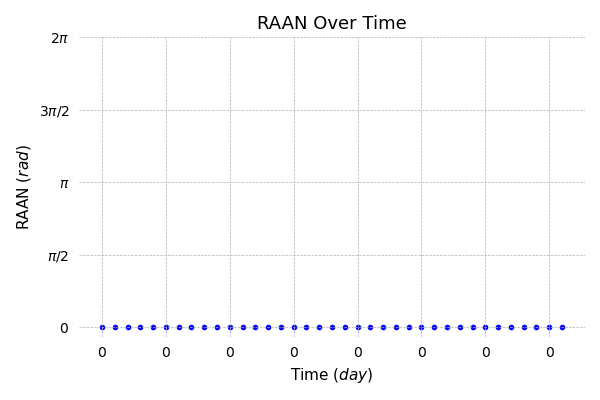 RAAN Over Time
2π
3π/2
π
π/2
0
RAAN (rad)
0 0 0 0 0 0 0 0
Time (day)